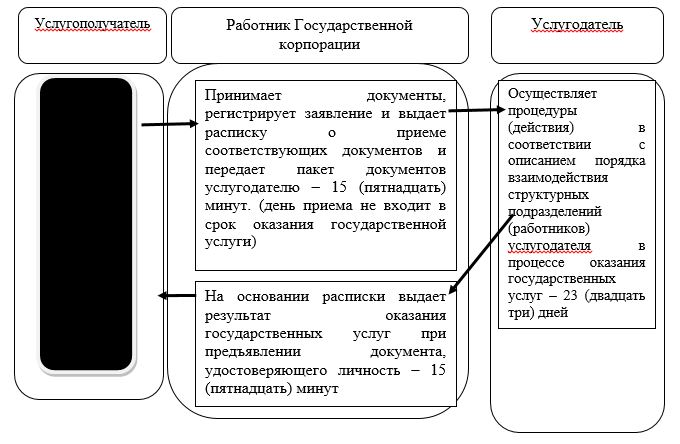 Услугополучатель
Работник Государственной
корпорации
Услугодатель
Принимает документы,
регистрирует заявление и выдает
расписку о приеме
соответствующих документов и
передает пакет документов
услугодателю – 15 (пятнадцать)
минут. (день приема не входит в
срок оказания государственной
услуги)
Осуществляет
процедуры
(действия) в
соответствии с
описанием порядка
взаимодействия
структурных
подразделений
(работников)
услугодателя в
процессе оказания
государственных
услуг – 23 (двадцать
три) дней
На основании расписки выдает
результат оказания
государственных услуг при
предъявлении документа,
удостоверяющего личность – 15
(пятнадцать) минут